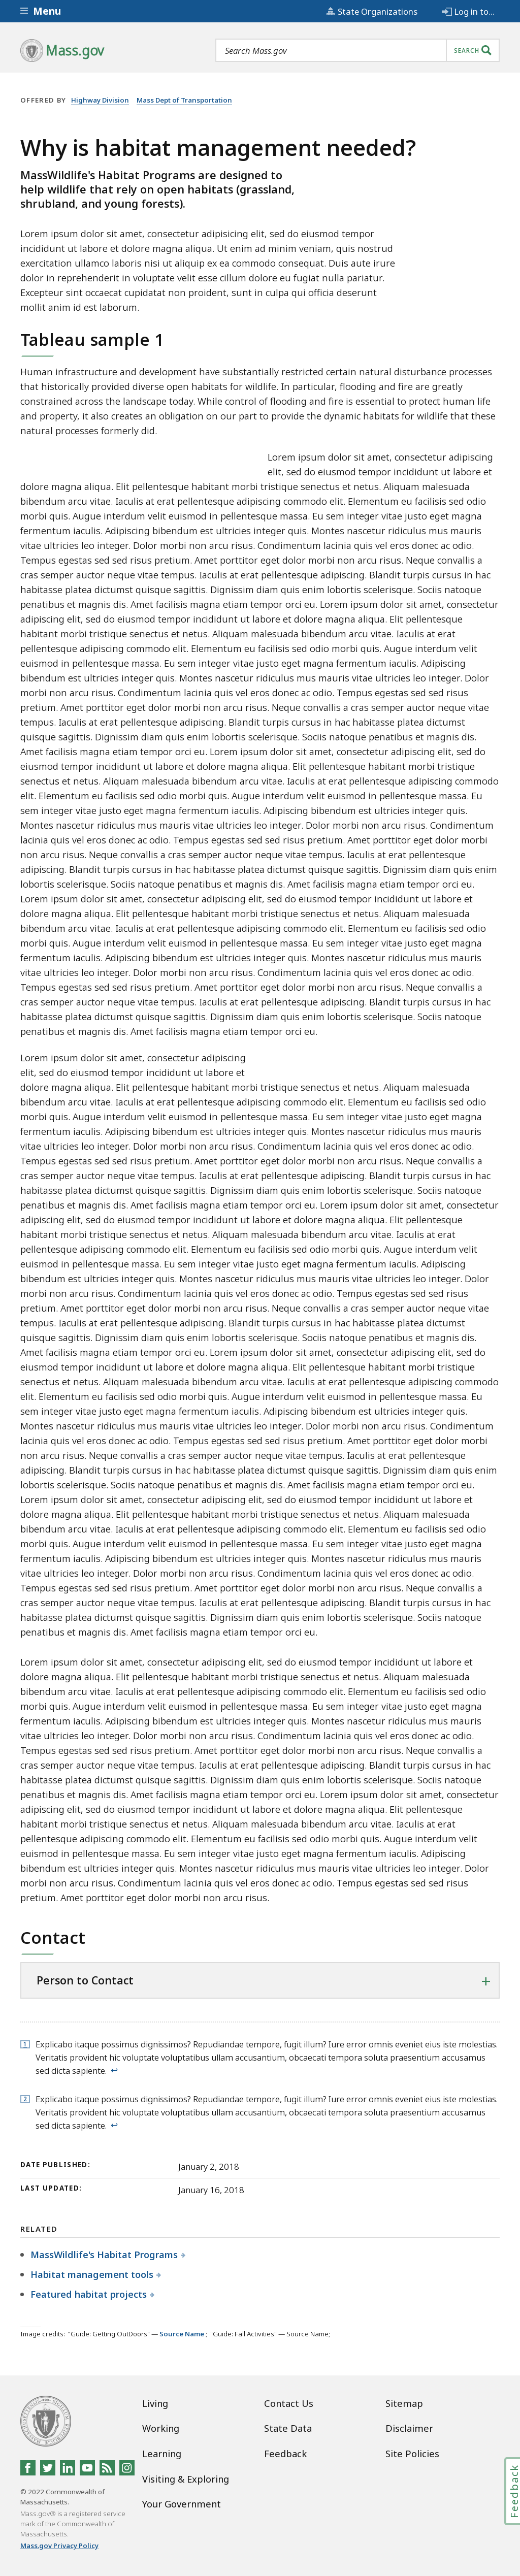 Menu
State Organizations
Log in to...
Mass.gov
Search Mass.gov
SEARCH
OFFERED BY Highway Division Mass Dept of Transportation
Why is habitat management needed?
MassWildlife's Habitat Programs are designed to
help wildlife that rely on open habitats (grassland,
shrubland, and young forests).
Lorem ipsum dolor sit amet, consectetur adipisicing elit, sed do eiusmod tempor
incididunt ut labore et dolore magna aliqua. Ut enim ad minim veniam, quis nostrud
exercitation ullamco laboris nisi ut aliquip ex ea commodo consequat. Duis aute irure
dolor in reprehenderit in voluptate velit esse cillum dolore eu fugiat nulla pariatur.
Excepteur sint occaecat cupidatat non proident, sunt in culpa qui officia deserunt
mollit anim id est laborum.
Tableau sample 1
Human infrastructure and development have substantially restricted certain natural disturbance processes
that historically provided diverse open habitats for wildlife. In particular, flooding and fire are greatly
constrained across the landscape today. While control of flooding and fire is essential to protect human life
and property, it also creates an obligation on our part to provide the dynamic habitats for wildlife that these
natural processes formerly did.
Lorem ipsum dolor sit amet, consectetur adipiscing
elit, sed do eiusmod tempor incididunt ut labore et
dolore magna aliqua. Elit pellentesque habitant morbi tristique senectus et netus. Aliquam malesuada
bibendum arcu vitae. Iaculis at erat pellentesque adipiscing commodo elit. Elementum eu facilisis sed odio
morbi quis. Augue interdum velit euismod in pellentesque massa. Eu sem integer vitae justo eget magna
fermentum iaculis. Adipiscing bibendum est ultricies integer quis. Montes nascetur ridiculus mus mauris
vitae ultricies leo integer. Dolor morbi non arcu risus. Condimentum lacinia quis vel eros donec ac odio.
Tempus egestas sed sed risus pretium. Amet porttitor eget dolor morbi non arcu risus. Neque convallis a
cras semper auctor neque vitae tempus. Iaculis at erat pellentesque adipiscing. Blandit turpis cursus in hac
habitasse platea dictumst quisque sagittis. Dignissim diam quis enim lobortis scelerisque. Sociis natoque
penatibus et magnis dis. Amet facilisis magna etiam tempor orci eu. Lorem ipsum dolor sit amet, consectetur
adipiscing elit, sed do eiusmod tempor incididunt ut labore et dolore magna aliqua. Elit pellentesque
habitant morbi tristique senectus et netus. Aliquam malesuada bibendum arcu vitae. Iaculis at erat
pellentesque adipiscing commodo elit. Elementum eu facilisis sed odio morbi quis. Augue interdum velit
euismod in pellentesque massa. Eu sem integer vitae justo eget magna fermentum iaculis. Adipiscing
bibendum est ultricies integer quis. Montes nascetur ridiculus mus mauris vitae ultricies leo integer. Dolor
morbi non arcu risus. Condimentum lacinia quis vel eros donec ac odio. Tempus egestas sed sed risus
pretium. Amet porttitor eget dolor morbi non arcu risus. Neque convallis a cras semper auctor neque vitae
tempus. Iaculis at erat pellentesque adipiscing. Blandit turpis cursus in hac habitasse platea dictumst
quisque sagittis. Dignissim diam quis enim lobortis scelerisque. Sociis natoque penatibus et magnis dis.
Amet facilisis magna etiam tempor orci eu. Lorem ipsum dolor sit amet, consectetur adipiscing elit, sed do
eiusmod tempor incididunt ut labore et dolore magna aliqua. Elit pellentesque habitant morbi tristique
senectus et netus. Aliquam malesuada bibendum arcu vitae. Iaculis at erat pellentesque adipiscing commodo
elit. Elementum eu facilisis sed odio morbi quis. Augue interdum velit euismod in pellentesque massa. Eu
sem integer vitae justo eget magna fermentum iaculis. Adipiscing bibendum est ultricies integer quis.
Montes nascetur ridiculus mus mauris vitae ultricies leo integer. Dolor morbi non arcu risus. Condimentum
lacinia quis vel eros donec ac odio. Tempus egestas sed sed risus pretium. Amet porttitor eget dolor morbi
non arcu risus. Neque convallis a cras semper auctor neque vitae tempus. Iaculis at erat pellentesque
adipiscing. Blandit turpis cursus in hac habitasse platea dictumst quisque sagittis. Dignissim diam quis enim
lobortis scelerisque. Sociis natoque penatibus et magnis dis. Amet facilisis magna etiam tempor orci eu.
Lorem ipsum dolor sit amet, consectetur adipiscing elit, sed do eiusmod tempor incididunt ut labore et
dolore magna aliqua. Elit pellentesque habitant morbi tristique senectus et netus. Aliquam malesuada
bibendum arcu vitae. Iaculis at erat pellentesque adipiscing commodo elit. Elementum eu facilisis sed odio
morbi quis. Augue interdum velit euismod in pellentesque massa. Eu sem integer vitae justo eget magna
fermentum iaculis. Adipiscing bibendum est ultricies integer quis. Montes nascetur ridiculus mus mauris
vitae ultricies leo integer. Dolor morbi non arcu risus. Condimentum lacinia quis vel eros donec ac odio.
Tempus egestas sed sed risus pretium. Amet porttitor eget dolor morbi non arcu risus. Neque convallis a
cras semper auctor neque vitae tempus. Iaculis at erat pellentesque adipiscing. Blandit turpis cursus in hac
habitasse platea dictumst quisque sagittis. Dignissim diam quis enim lobortis scelerisque. Sociis natoque
penatibus et magnis dis. Amet facilisis magna etiam tempor orci eu.
Lorem ipsum dolor sit amet, consectetur adipiscing
elit, sed do eiusmod tempor incididunt ut labore et
dolore magna aliqua. Elit pellentesque habitant morbi tristique senectus et netus. Aliquam malesuada
bibendum arcu vitae. Iaculis at erat pellentesque adipiscing commodo elit. Elementum eu facilisis sed odio
morbi quis. Augue interdum velit euismod in pellentesque massa. Eu sem integer vitae justo eget magna
fermentum iaculis. Adipiscing bibendum est ultricies integer quis. Montes nascetur ridiculus mus mauris
vitae ultricies leo integer. Dolor morbi non arcu risus. Condimentum lacinia quis vel eros donec ac odio.
Tempus egestas sed sed risus pretium. Amet porttitor eget dolor morbi non arcu risus. Neque convallis a
cras semper auctor neque vitae tempus. Iaculis at erat pellentesque adipiscing. Blandit turpis cursus in hac
habitasse platea dictumst quisque sagittis. Dignissim diam quis enim lobortis scelerisque. Sociis natoque
penatibus et magnis dis. Amet facilisis magna etiam tempor orci eu. Lorem ipsum dolor sit amet, consectetur
adipiscing elit, sed do eiusmod tempor incididunt ut labore et dolore magna aliqua. Elit pellentesque
habitant morbi tristique senectus et netus. Aliquam malesuada bibendum arcu vitae. Iaculis at erat
pellentesque adipiscing commodo elit. Elementum eu facilisis sed odio morbi quis. Augue interdum velit
euismod in pellentesque massa. Eu sem integer vitae justo eget magna fermentum iaculis. Adipiscing
bibendum est ultricies integer quis. Montes nascetur ridiculus mus mauris vitae ultricies leo integer. Dolor
morbi non arcu risus. Condimentum lacinia quis vel eros donec ac odio. Tempus egestas sed sed risus
pretium. Amet porttitor eget dolor morbi non arcu risus. Neque convallis a cras semper auctor neque vitae
tempus. Iaculis at erat pellentesque adipiscing. Blandit turpis cursus in hac habitasse platea dictumst
quisque sagittis. Dignissim diam quis enim lobortis scelerisque. Sociis natoque penatibus et magnis dis.
Amet facilisis magna etiam tempor orci eu. Lorem ipsum dolor sit amet, consectetur adipiscing elit, sed do
eiusmod tempor incididunt ut labore et dolore magna aliqua. Elit pellentesque habitant morbi tristique
senectus et netus. Aliquam malesuada bibendum arcu vitae. Iaculis at erat pellentesque adipiscing commodo
elit. Elementum eu facilisis sed odio morbi quis. Augue interdum velit euismod in pellentesque massa. Eu
sem integer vitae justo eget magna fermentum iaculis. Adipiscing bibendum est ultricies integer quis.
Montes nascetur ridiculus mus mauris vitae ultricies leo integer. Dolor morbi non arcu risus. Condimentum
lacinia quis vel eros donec ac odio. Tempus egestas sed sed risus pretium. Amet porttitor eget dolor morbi
non arcu risus. Neque convallis a cras semper auctor neque vitae tempus. Iaculis at erat pellentesque
adipiscing. Blandit turpis cursus in hac habitasse platea dictumst quisque sagittis. Dignissim diam quis enim
lobortis scelerisque. Sociis natoque penatibus et magnis dis. Amet facilisis magna etiam tempor orci eu.
Lorem ipsum dolor sit amet, consectetur adipiscing elit, sed do eiusmod tempor incididunt ut labore et
dolore magna aliqua. Elit pellentesque habitant morbi tristique senectus et netus. Aliquam malesuada
bibendum arcu vitae. Iaculis at erat pellentesque adipiscing commodo elit. Elementum eu facilisis sed odio
morbi quis. Augue interdum velit euismod in pellentesque massa. Eu sem integer vitae justo eget magna
fermentum iaculis. Adipiscing bibendum est ultricies integer quis. Montes nascetur ridiculus mus mauris
vitae ultricies leo integer. Dolor morbi non arcu risus. Condimentum lacinia quis vel eros donec ac odio.
Tempus egestas sed sed risus pretium. Amet porttitor eget dolor morbi non arcu risus. Neque convallis a
cras semper auctor neque vitae tempus. Iaculis at erat pellentesque adipiscing. Blandit turpis cursus in hac
habitasse platea dictumst quisque sagittis. Dignissim diam quis enim lobortis scelerisque. Sociis natoque
penatibus et magnis dis. Amet facilisis magna etiam tempor orci eu.
Lorem ipsum dolor sit amet, consectetur adipiscing elit, sed do eiusmod tempor incididunt ut labore et
dolore magna aliqua. Elit pellentesque habitant morbi tristique senectus et netus. Aliquam malesuada
bibendum arcu vitae. Iaculis at erat pellentesque adipiscing commodo elit. Elementum eu facilisis sed odio
morbi quis. Augue interdum velit euismod in pellentesque massa. Eu sem integer vitae justo eget magna
fermentum iaculis. Adipiscing bibendum est ultricies integer quis. Montes nascetur ridiculus mus mauris
vitae ultricies leo integer. Dolor morbi non arcu risus. Condimentum lacinia quis vel eros donec ac odio.
Tempus egestas sed sed risus pretium. Amet porttitor eget dolor morbi non arcu risus. Neque convallis a
cras semper auctor neque vitae tempus. Iaculis at erat pellentesque adipiscing. Blandit turpis cursus in hac
habitasse platea dictumst quisque sagittis. Dignissim diam quis enim lobortis scelerisque. Sociis natoque
penatibus et magnis dis. Amet facilisis magna etiam tempor orci eu. Lorem ipsum dolor sit amet, consectetur
adipiscing elit, sed do eiusmod tempor incididunt ut labore et dolore magna aliqua. Elit pellentesque
habitant morbi tristique senectus et netus. Aliquam malesuada bibendum arcu vitae. Iaculis at erat
pellentesque adipiscing commodo elit. Elementum eu facilisis sed odio morbi quis. Augue interdum velit
euismod in pellentesque massa. Eu sem integer vitae justo eget magna fermentum iaculis. Adipiscing
bibendum est ultricies integer quis. Montes nascetur ridiculus mus mauris vitae ultricies leo integer. Dolor
morbi non arcu risus. Condimentum lacinia quis vel eros donec ac odio. Tempus egestas sed sed risus
pretium. Amet porttitor eget dolor morbi non arcu risus.
Contact
Person to Contact
1 Explicabo itaque possimus dignissimos? Repudiandae tempore, fugit illum? Iure error omnis eveniet eius iste molestias.
Veritatis provident hic voluptate voluptatibus ullam accusantium, obcaecati tempora soluta praesentium accusamus
sed dicta sapiente. ↩
2 Explicabo itaque possimus dignissimos? Repudiandae tempore, fugit illum? Iure error omnis eveniet eius iste molestias.
Veritatis provident hic voluptate voluptatibus ullam accusantium, obcaecati tempora soluta praesentium accusamus
sed dicta sapiente. ↩
DATE PUBLISHED: January 2, 2018
LAST UPDATED: January 16, 2018
RELATED
MassWildlife's Habitat Programs
Habitat management tools
Featured habitat projects
Image credits: "Guide: Getting OutDoors" — Source Name ; "Guide: Fall Activities" — Source Name;
Living
Working
Learning
Visiting & Exploring
Your Government
Contact Us
State Data
Feedback
Sitemap
Disclaimer
Site Policies
© 2022 Commonwealth of
Massachusetts.
Mass.gov® is a registered service
mark of the Commonwealth of
Massachusetts.
Mass.gov Privacy Policy
Feedback